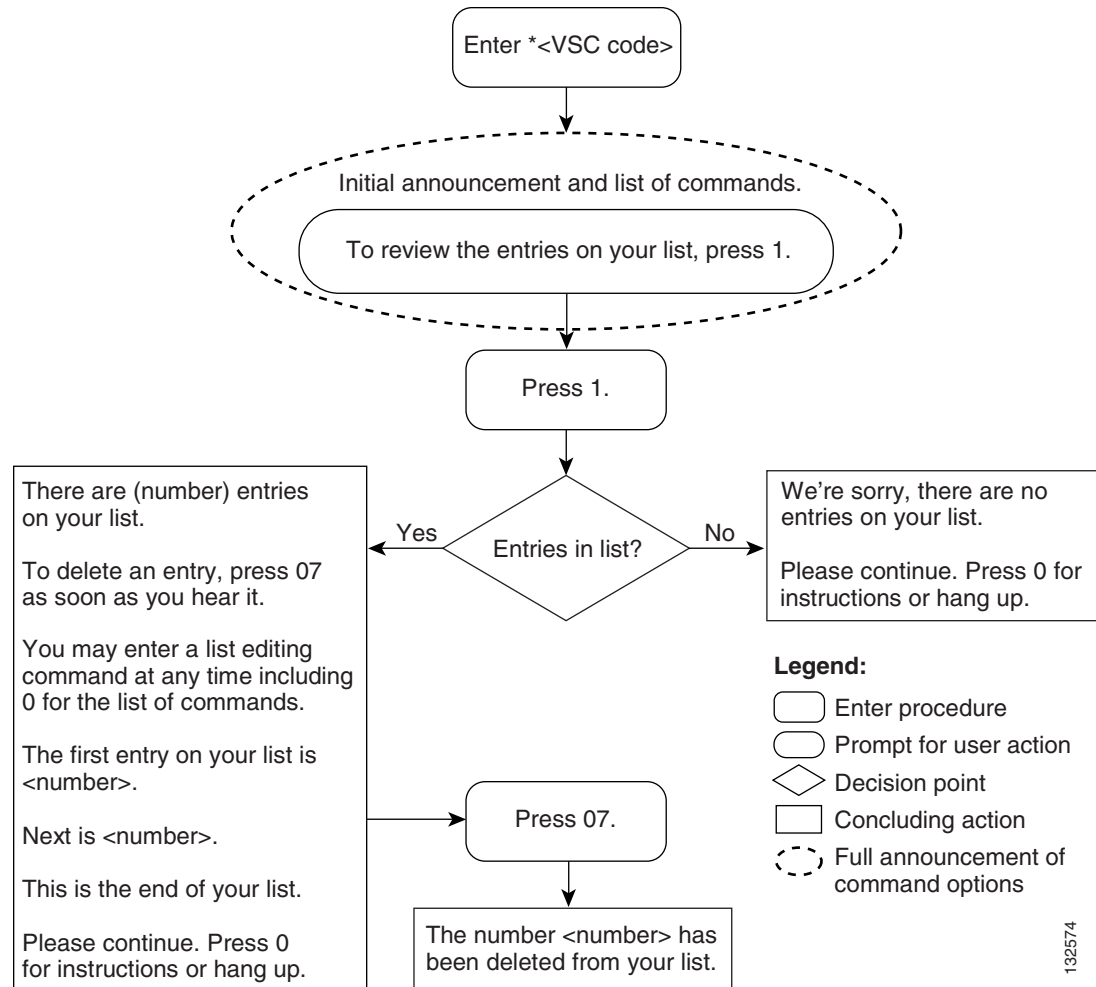 Enter *<VSC code>
Initial announcement and list of commands.
To review the entries on your list, press 1.
Press 1.
Entries in list?
Yes
No
There are (number) entries
on your list.
To delete an entry, press 07
as soon as you hear it.
You may enter a list editing
command at any time including
0 for the list of commands.
The first entry on your list is
<number>.
Next is <number>.
This is the end of your list.
Please continue. Press 0
for instructions or hang up.
We're sorry, there are no
entries on your list.
Please continue. Press 0 for
instructions or hang up.
Press 07.
The number <number> has
been deleted from your list.
Legend:
Enter procedure
Prompt for user action
Decision point
Concluding action
Full announcement of
command options
132574